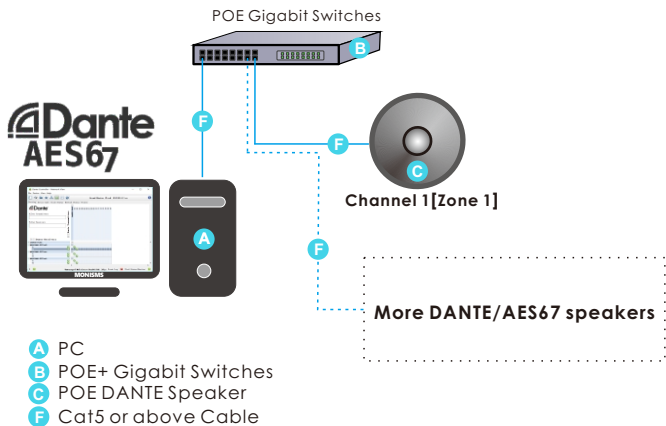 POE Gigabit Switches
B
F
Dante
AES67
F
C
Channel 1[Zone 1]
Dante
A
MONISMS
F
More DANTE/AES67 speakers
A PC
B POE+ Gigabit Switches
C POE DANTE Speaker
F Cat5 or above Cable